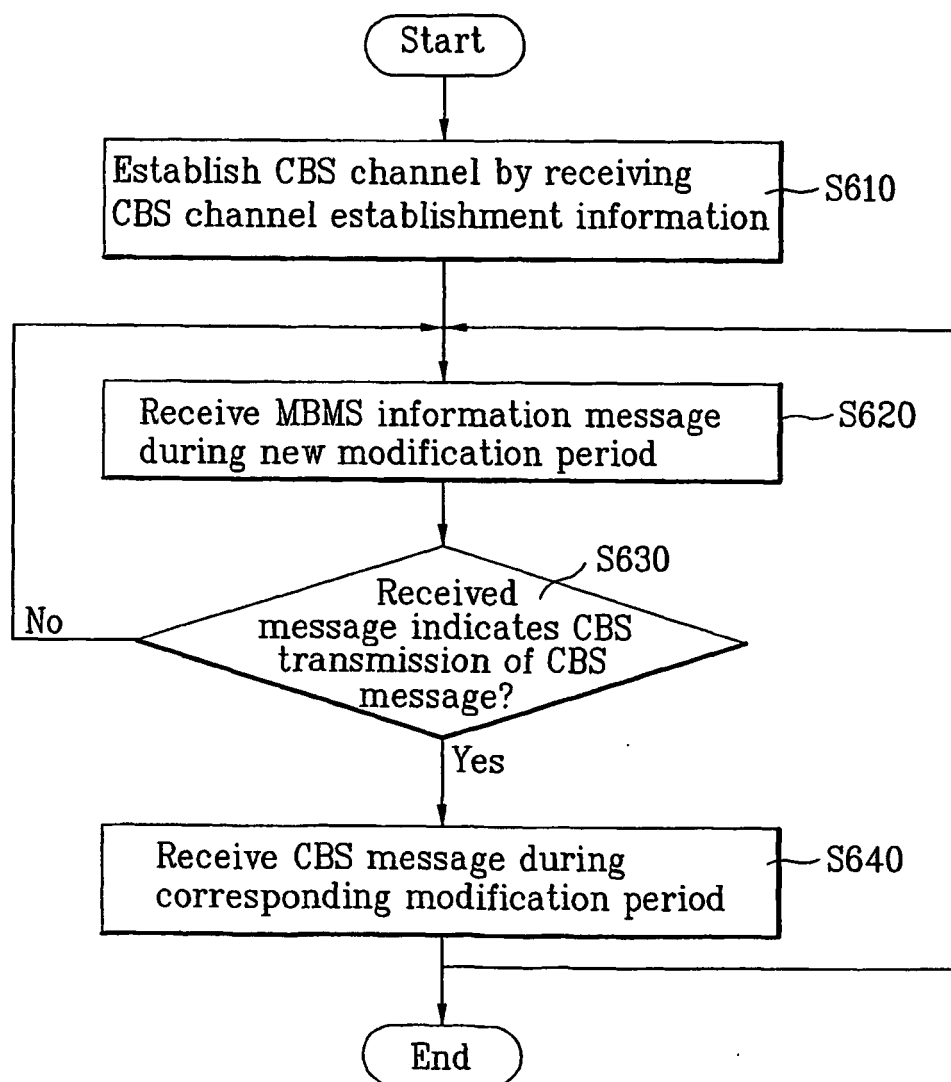 Start
Establish CBS channel by receiving
CBS channel establishment information
S610
Receive MBMS information message
during new modification period
S620
S630
Received
message indicates CBS
transmission of CBS
message?
No
Yes
Receive CBS message during
corresponding modification period
S640
End